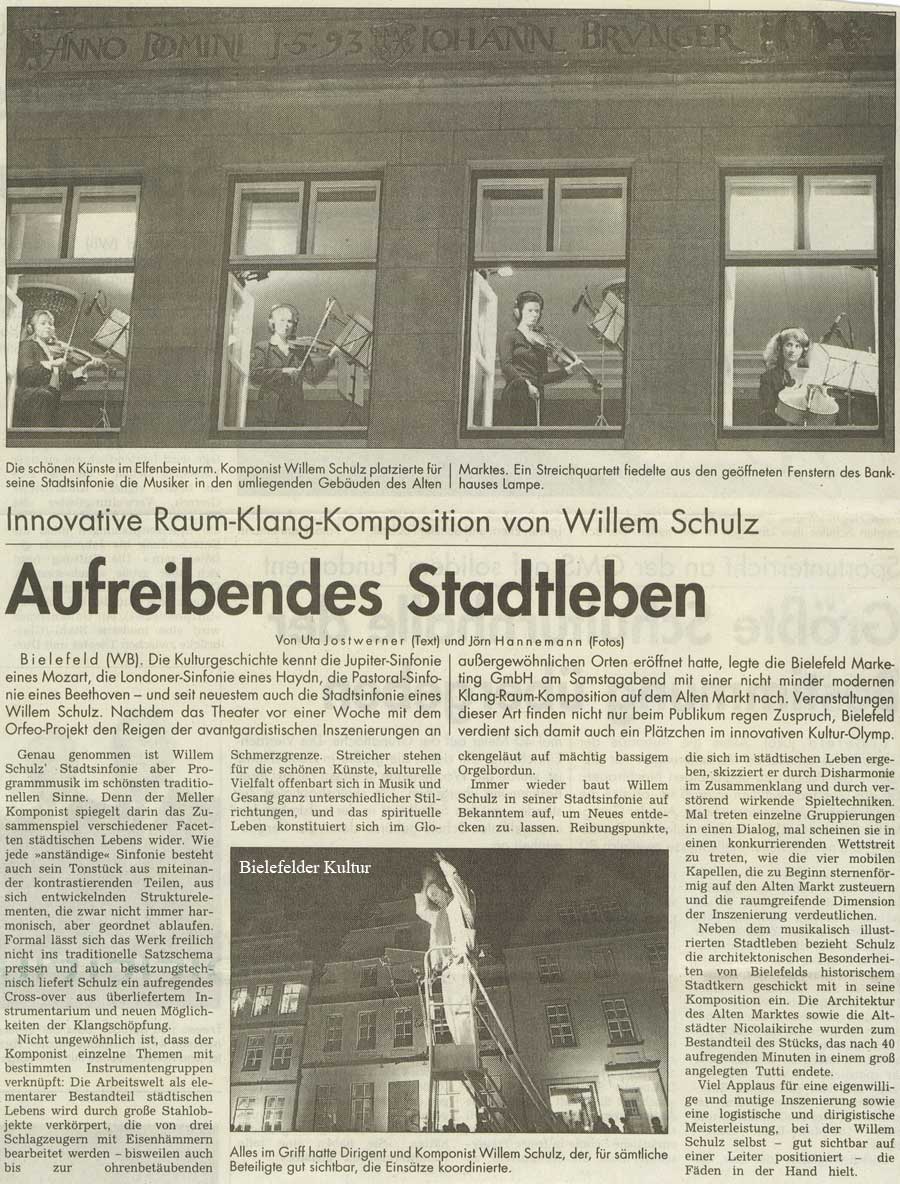 ANNO DOMINI 1·5·93 IOHANN BRVNGER
Die schönen Künste im Elfenbeinturm. Komponist Willem Schulz platzierte für
seine Stadtsinfonie die Musiker in den umliegenden Gebäuden des Alten
Marktes. Ein Streichquartett fiedelte aus den geöffneten Fenstern des Bank-
hauses Lampe.
Innovative Raum-Klang-Komposition von Willem Schulz
Aufreibendes Stadtleben
Von Uta Jostwerner (Text) und Jörn Hannemann (Fotos)
Bielefeld (WB). Die Kulturgeschichte kennt die Jupiter-Sinfonie
eines Mozart, die Londoner-Sinfonie eines Haydn, die Pastoral-Sinfo-
nie eines Beethoven – und seit neuestem auch die Stadtsinfonie eines
Willem Schulz. Nachdem das Theater vor einer Woche mit dem
Orfeo-Projekt den Reigen der avantgardistischen Inszenierungen an
außergewöhnlichen Orten eröffnet hatte, legte die Bielefeld Marke-
ting GmbH am Samstagabend mit einer nicht minder modernen
Klang-Raum-Komposition auf dem Alten Markt nach. Veranstaltungen
dieser Art finden nicht nur beim Publikum regen Zuspruch, Bielefeld
verdient sich damit auch ein Plätzchen im innovativen Kultur-Olymp.
Genau genommen ist Willem
Schulz' Stadtsinfonie aber Pro-
grammmusik im schönsten traditio-
nellen Sinne. Denn der Meller
Komponist spiegelt darin das Zu-
sammenspiel verschiedener Facet-
ten städtischen Lebens wider. Wie
jede »anständige« Sinfonie besteht
auch sein Tonstück aus miteinan-
der kontrastierenden Teilen, aus
sich entwickelnden Strukturele-
menten, die zwar nicht immer har-
monisch, aber geordnet ablaufen.
Formal lässt sich das Werk freilich
nicht ins traditionelle Satzschema
pressen und auch besetzungstech-
nisch liefert Schulz ein aufregendes
Cross-over aus überliefertem In-
strumentarium und neuen Möglich-
keiten der Klangschöpfung.
Nicht ungewöhnlich ist, dass der
Komponist einzelne Themen mit
bestimmten Instrumentengruppen
verknüpft: Die Arbeitswelt als ele-
mentarer Bestandteil städtischen
Lebens wird durch große Stahlob-
jekte verkörpert, die von drei
Schlagzeugern mit Eisenhämmern
bearbeitet werden – bisweilen auch
bis zur ohrenbetäubenden
Schmerzgrenze. Streicher stehen
für die schönen Künste, kulturelle
Vielfalt offenbart sich in Musik und
Gesang ganz unterschiedlicher Stil-
richtungen, und das spirituelle
Leben konstituiert sich im Glo-
ckengeläut auf mächtig bassigem
Orgelbordun.
Immer wieder baut Willem
Schulz in seiner Stadtsinfonie auf
Bekanntem auf, um Neues entde-
cken zu lassen. Reibungspunkte,
Bielefelder Kultur
Alles im Griff hatte Dirigent und Komponist Willem Schulz, der, für sämtliche
Beteiligte gut sichtbar, die Einsätze koordinierte.
die sich im städtischen Leben erge-
ben, skizziert er durch Disharmonie
im Zusammenklang und durch ver-
störend wirkende Spieltechniken.
Mal treten einzelne Gruppierungen
in einen Dialog, mal scheinen sie in
einen konkurrierenden Wettstreit
zu treten, wie die vier mobilen
Kapellen, die zu Beginn sternenför-
mig auf den Alten Markt zusteuern
und die raumgreifende Dimension
der Inszenierung verdeutlichen.
Neben dem musikalisch illust-
rierten Stadtleben bezieht Schulz
die architektonischen Besonderhei-
ten von Bielefelds historischem
Stadtkern geschickt mit in seine
Komposition ein. Die Architektur
des Alten Marktes sowie die Alt-
städter Nicolaikirche wurden zum
Bestandteil des Stücks, das nach 40
aufregenden Minuten in einem groß
angelegten Tutti endete.
Viel Applaus für eine eigenwilli-
ge und mutige Inszenierung sowie
eine logistische und dirigistische
Meisterleistung, bei der Willem
Schulz selbst – gut sichtbar auf
einer Leiter positioniert – die
Fäden in der Hand hielt.